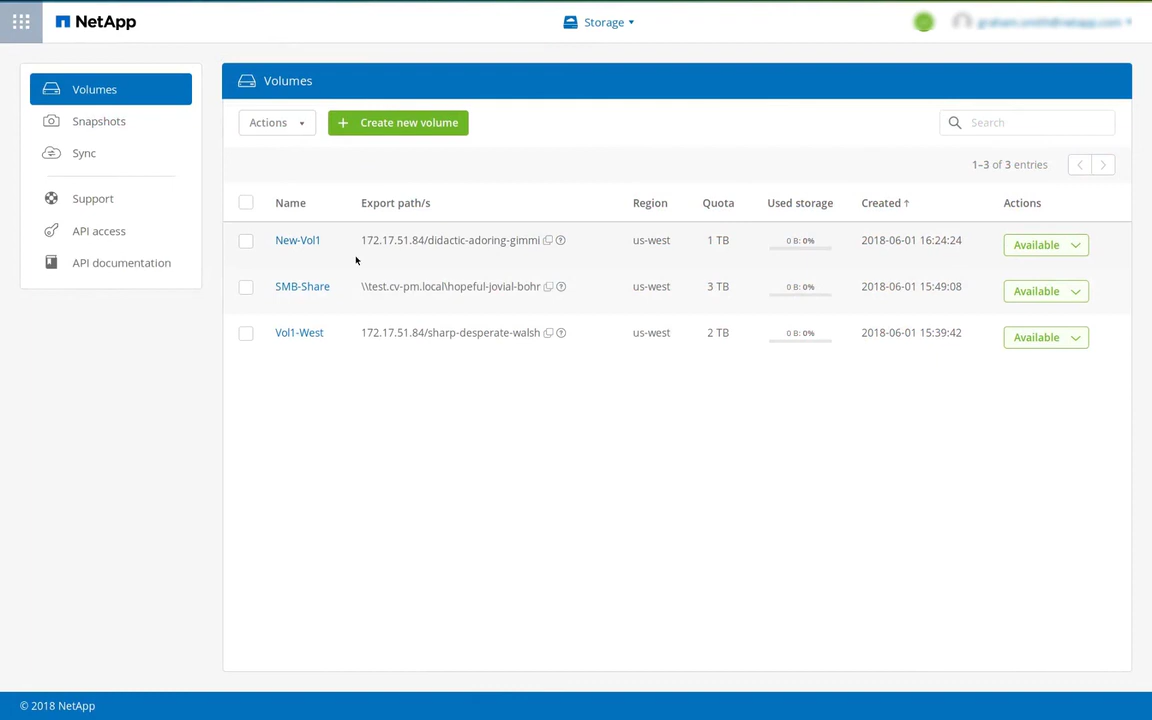 NetApp
Storage
Volumes
Snapshots
Sync
Support
API access
API documentation
Volumes
Actions
Create new volume
Search
1–3 of 3 entries
Name Export path/s Region Quota Used storage Created Actions
New-Vol1 172.17.51.84/didactic-adoring-gimmi us-west 1 TB 0 B: 0% 2018-06-01 16:24:24 Available
SMB-Share \\test.cv-pm.local\hopeful-jovial-bohr us-west 3 TB 0 B: 0% 2018-06-01 15:49:08 Available
Vol1-West 172.17.51.84/sharp-desperate-walsh us-west 2 TB 0 B: 0% 2018-06-01 15:39:42 Available
© 2018 NetApp